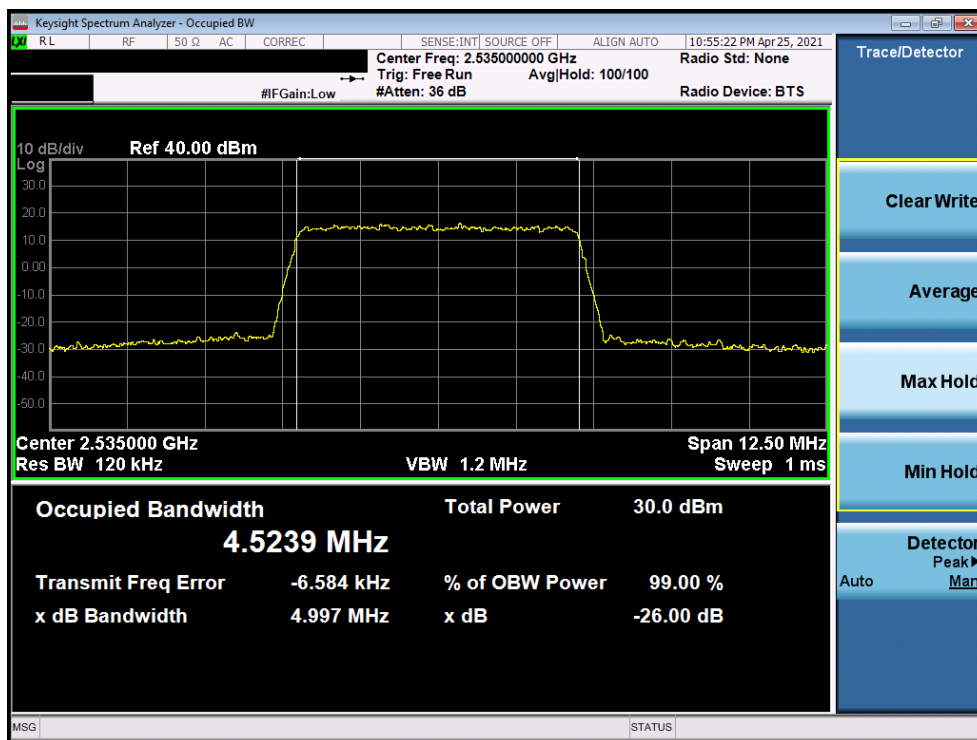 Keysight Spectrum Analyzer - Occupied BW
LXI RL RF 50 Ω AC CORREC SENSE:INT SOURCE OFF ALIGN AUTO 10:55:22 PM Apr 25, 2021
Center Freq: 2.535000000 GHz Radio Std: None
Trig: Free Run Avg|Hold: 100/100
#IFGain:Low #Atten: 36 dB Radio Device: BTS
Trace/Detector
10 dB/div Ref 40.00 dBm
Log
30.0
20.0
10.0
0.00
-10.0
-20.0
-30.0
-40.0
-50.0
Center 2.535000 GHz Span 12.50 MHz
Res BW 120 kHz VBW 1.2 MHz Sweep 1 ms
Occupied Bandwidth Total Power 30.0 dBm
4.5239 MHz
Transmit Freq Error -6.584 kHz % of OBW Power 99.00 %
x dB Bandwidth 4.997 MHz x dB -26.00 dB
Clear Write
Average
Max Hold
Min Hold
Detector
Peak▶
Auto Man
MSG STATUS